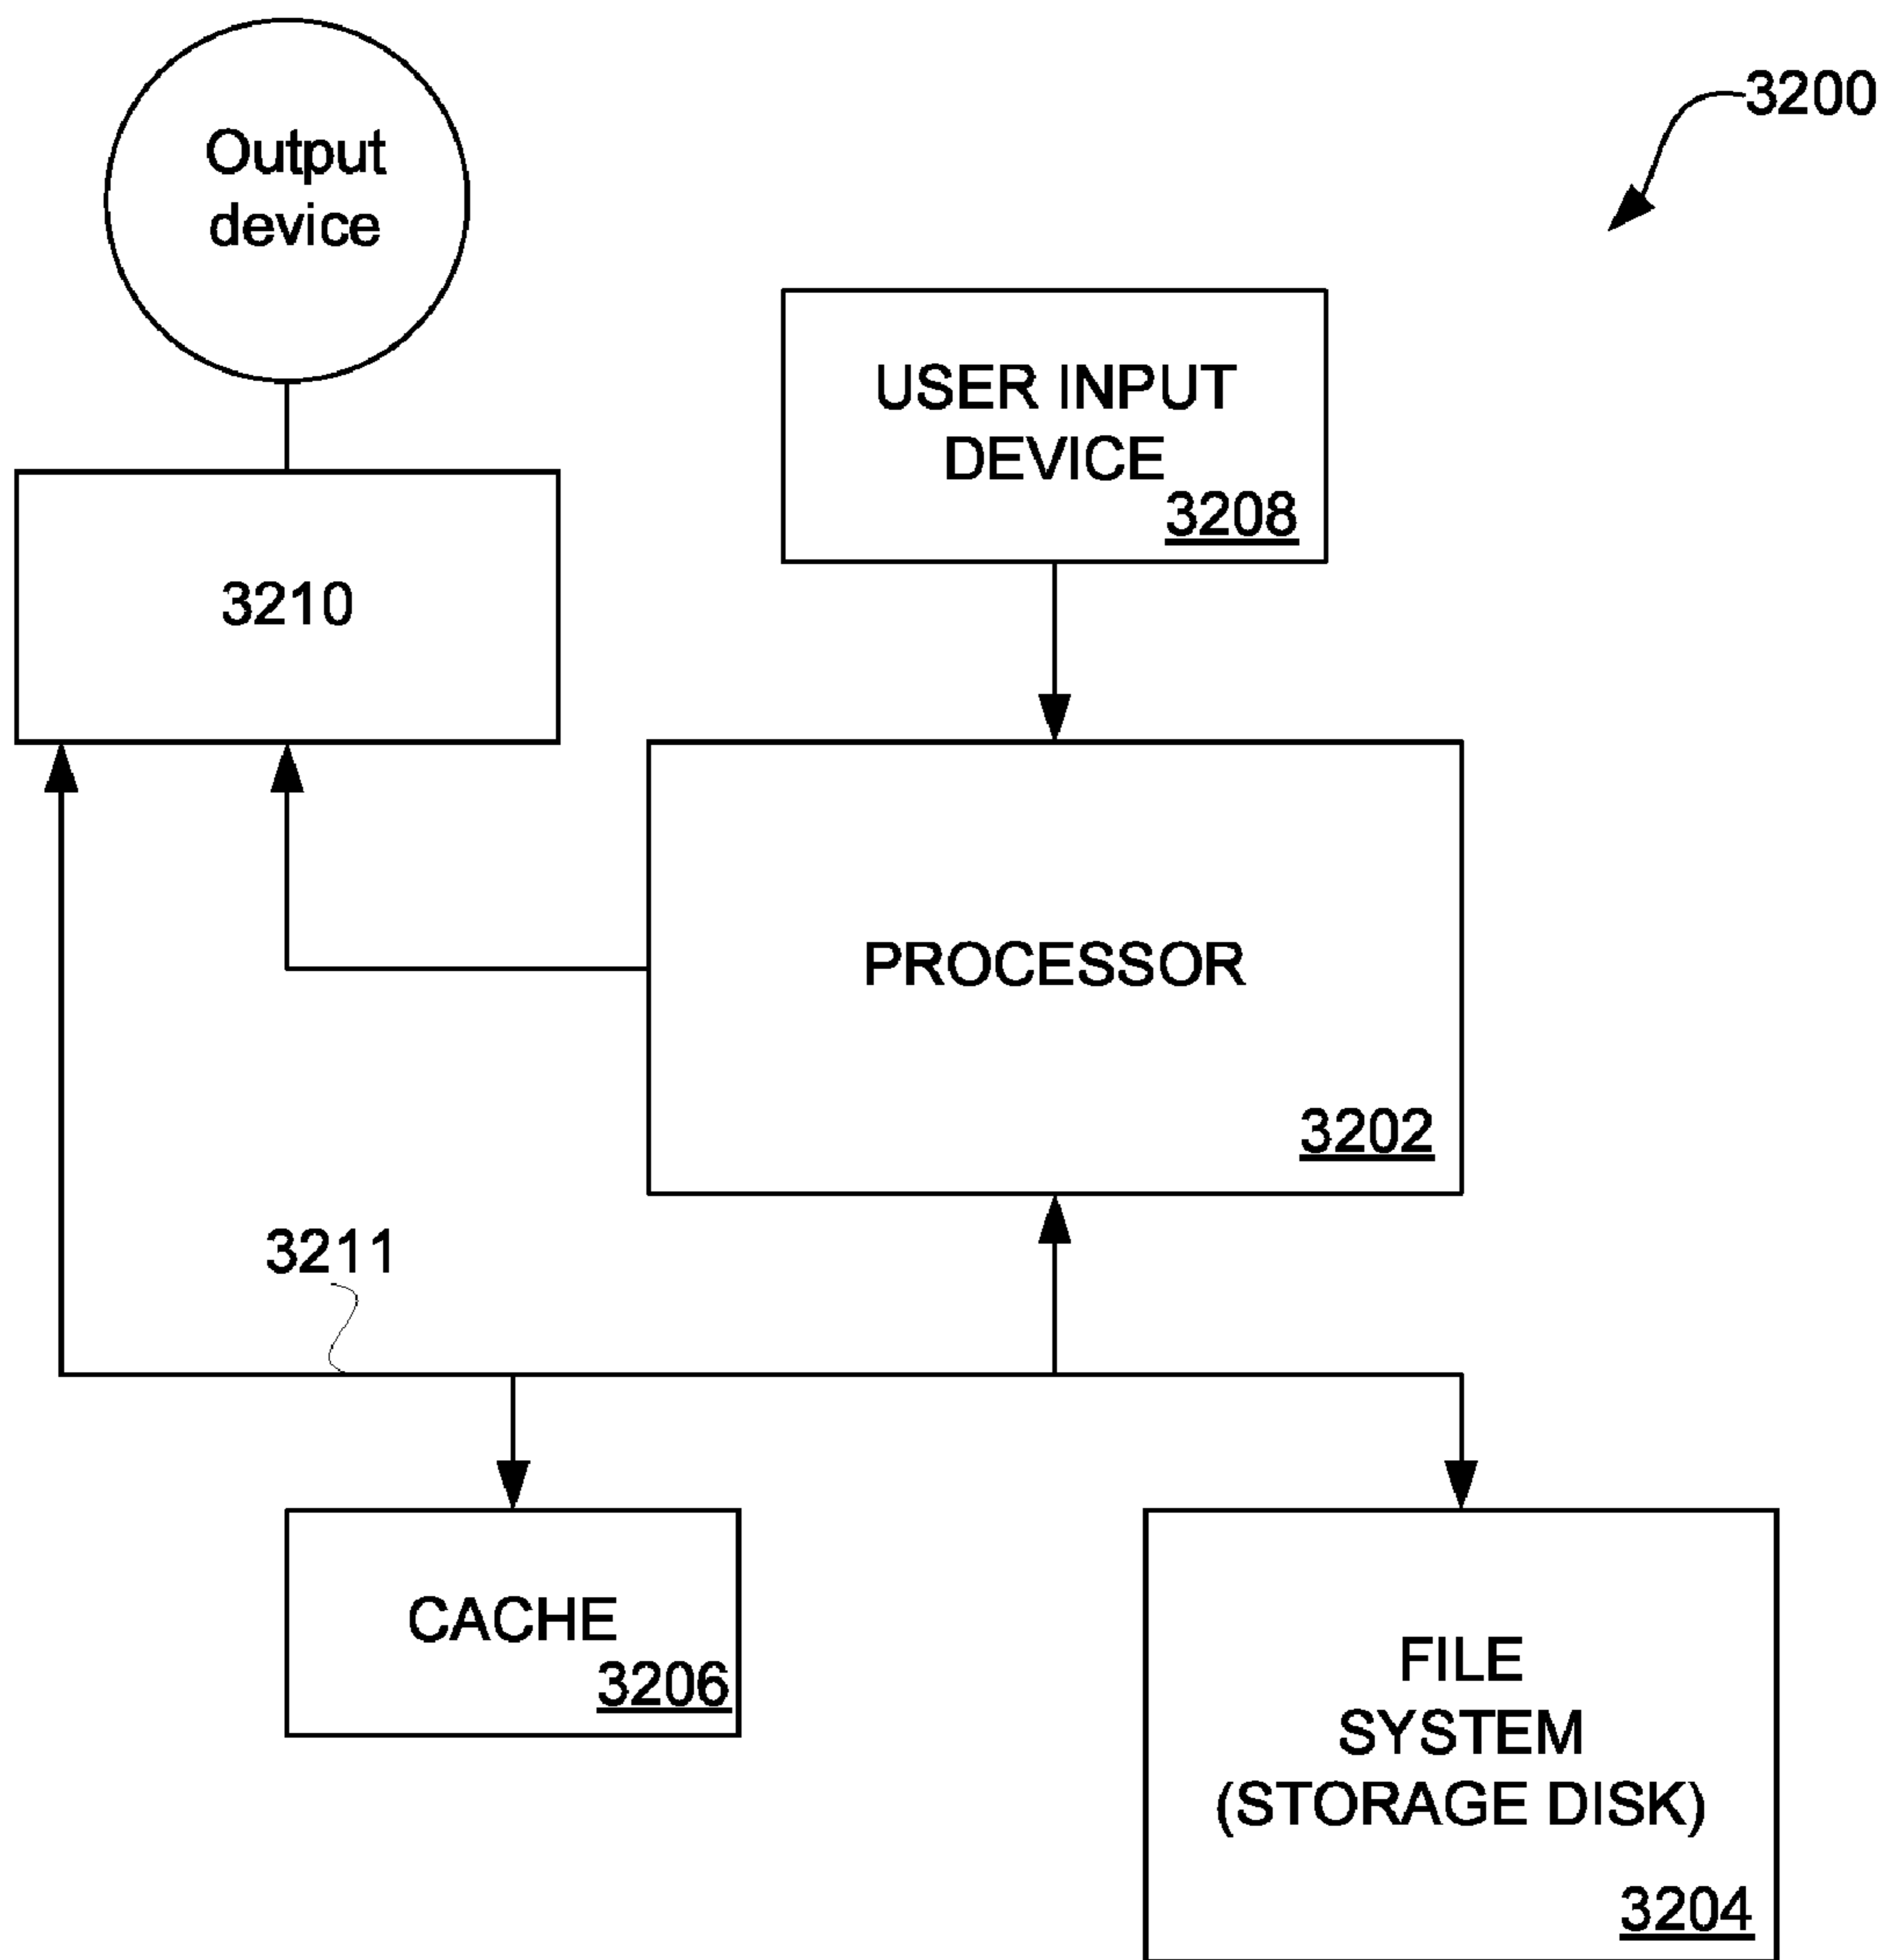 Output
device
3200
USER INPUT
DEVICE
3208
3210
PROCESSOR
3202
3211
CACHE
3206
FILE
SYSTEM
(STORAGE DISK)
3204